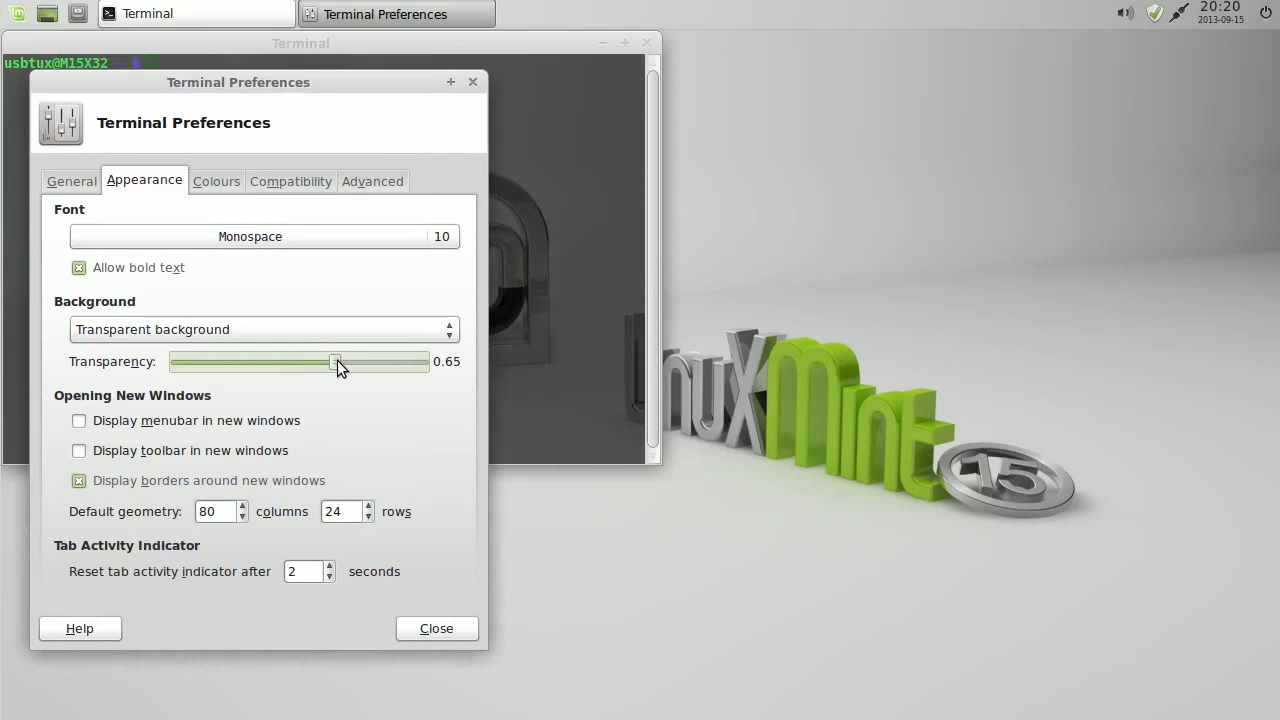 Terminal
Terminal Preferences
20:20
2013-09-15
Terminal
usbtux@M15X32 ~ $
Terminal Preferences
Terminal Preferences
General Appearance Colours Compatibility Advanced
Font
Monospace 10
Allow bold text
Background
Transparent background
Transparency: 0.65
Opening New Windows
Display menubar in new windows
Display toolbar in new windows
Display borders around new windows
Default geometry: 80 columns 24 rows
Tab Activity Indicator
Reset tab activity indicator after 2 seconds
Help Close
nuX Mint 15